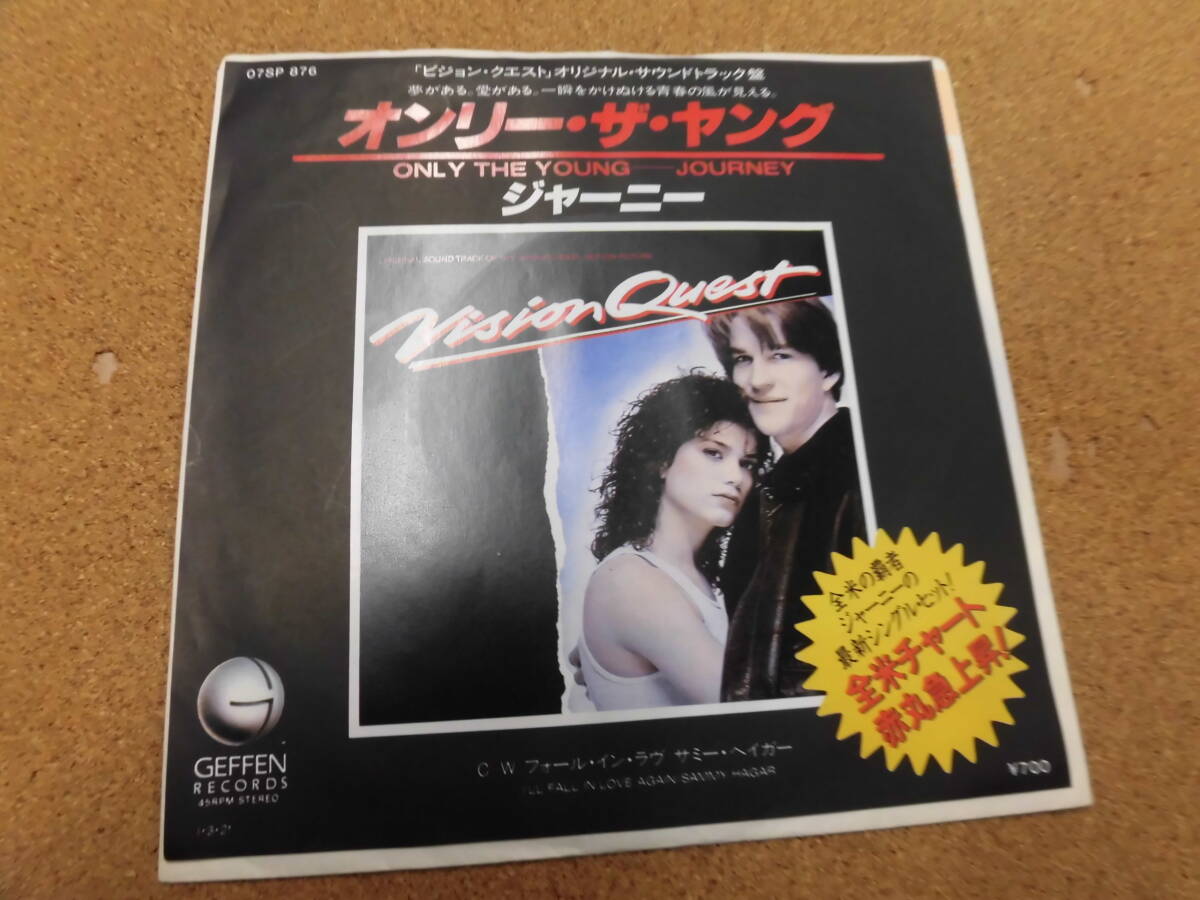 07SP 876
「ビジョン・クエスト」オリジナル・サウンドトラック盤
夢がある。愛がある。一瞬をかけぬける青春の風が見える。
オンリー・ザ・ヤング
ONLY THE YOUNG──JOURNEY
ジャーニー
SOUND TRACK OF
Vision Quest
全米の覇者
ジャーニーの
最新シングル・セット!
全米チャート
赤丸急上昇!
GEFFEN
RECORDS
45RPM STEREO
C W フォール・イン・ラヴ サミー・ヘイガー
I'LL FALL IN LOVE AGAIN SAMMY HAGAR
¥700